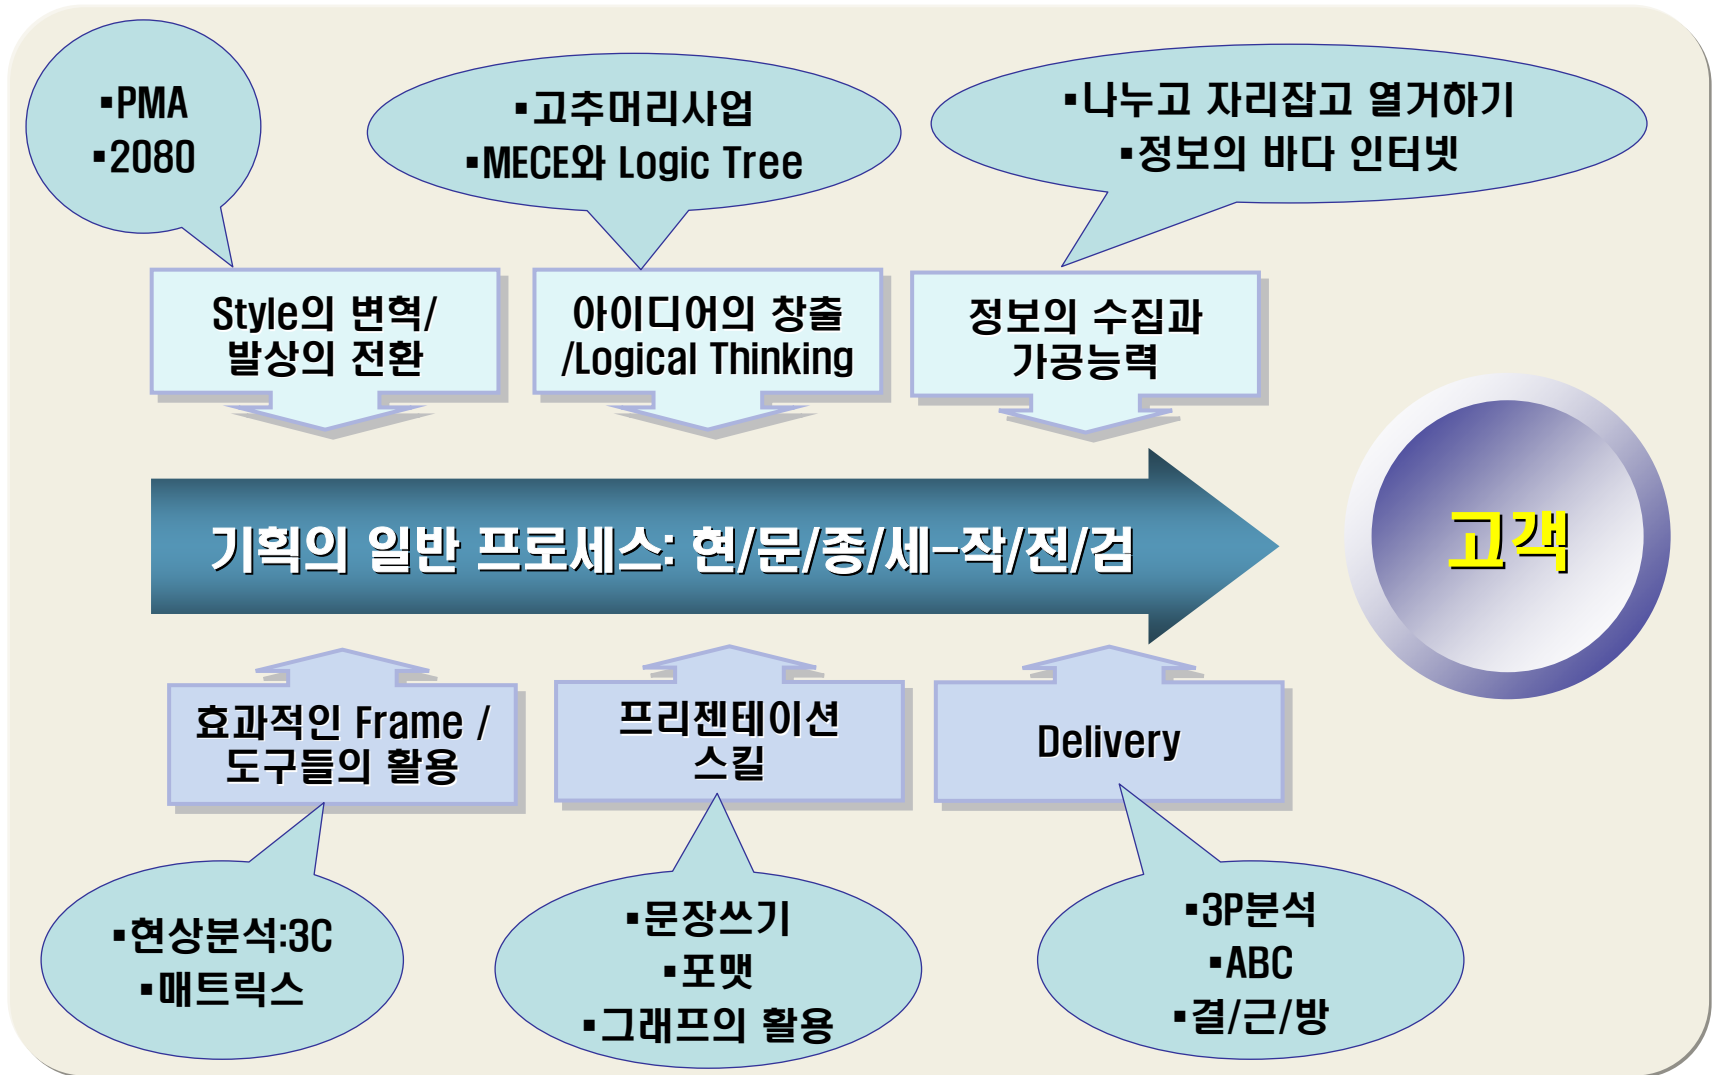 ▪PMA
▪2080
▪고추머리사업
▪MECE와 Logic Tree
▪나누고 자리잡고 열거하기
▪정보의 바다 인터넷
Style의 변혁/
발상의 전환
아이디어의 창출
/Logical Thinking
정보의 수집과
가공능력
기획의 일반 프로세스: 현/문/종/세-작/전/검
고객
효과적인 Frame /
도구들의 활용
프리젠테이션
스킬
Delivery
▪현상분석:3C
▪매트릭스
▪문장쓰기
▪포맷
▪그래프의 활용
▪3P분석
▪ABC
▪결/근/방